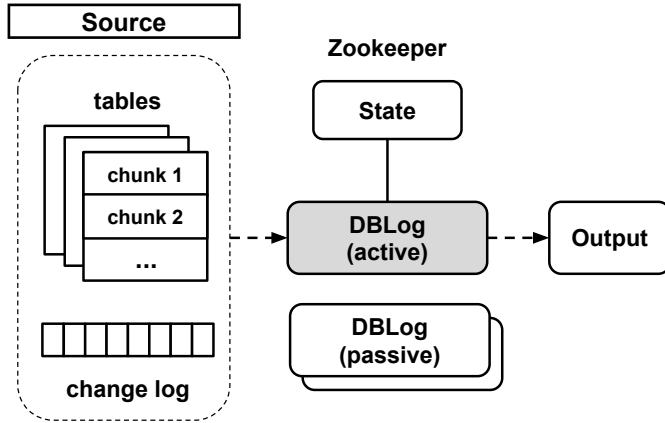 Source
tables
chunk 1
chunk 2
...
change log
Zookeeper
State
DBLog
(active)
DBLog
(passive)
Output